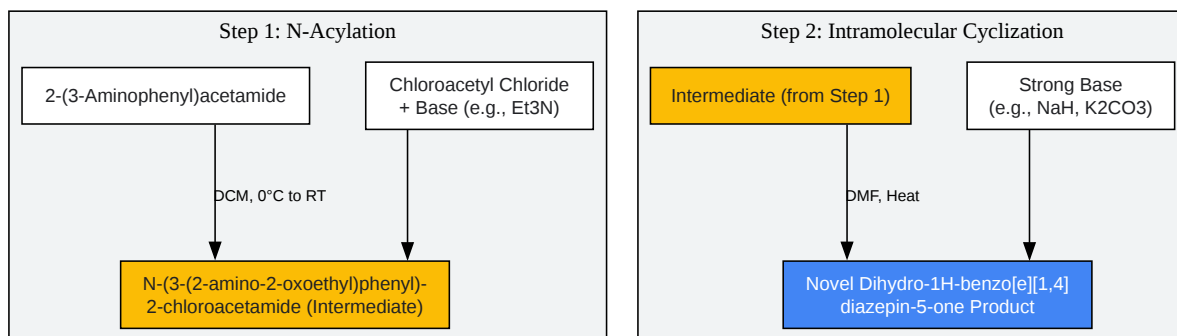 Step 1: N-Acylation
2-(3-Aminophenyl)acetamide
Chloroacetyl Chloride
+ Base (e.g., Et3N)
DCM, 0°C to RT
N-(3-(2-amino-2-oxoethyl)phenyl)-
2-chloroacetamide (Intermediate)
Step 2: Intramolecular Cyclization
Intermediate (from Step 1)
Strong Base
(e.g., NaH, K2CO3)
DMF, Heat
Novel Dihydro-1H-benzo[e][1,4]
diazepin-5-one Product